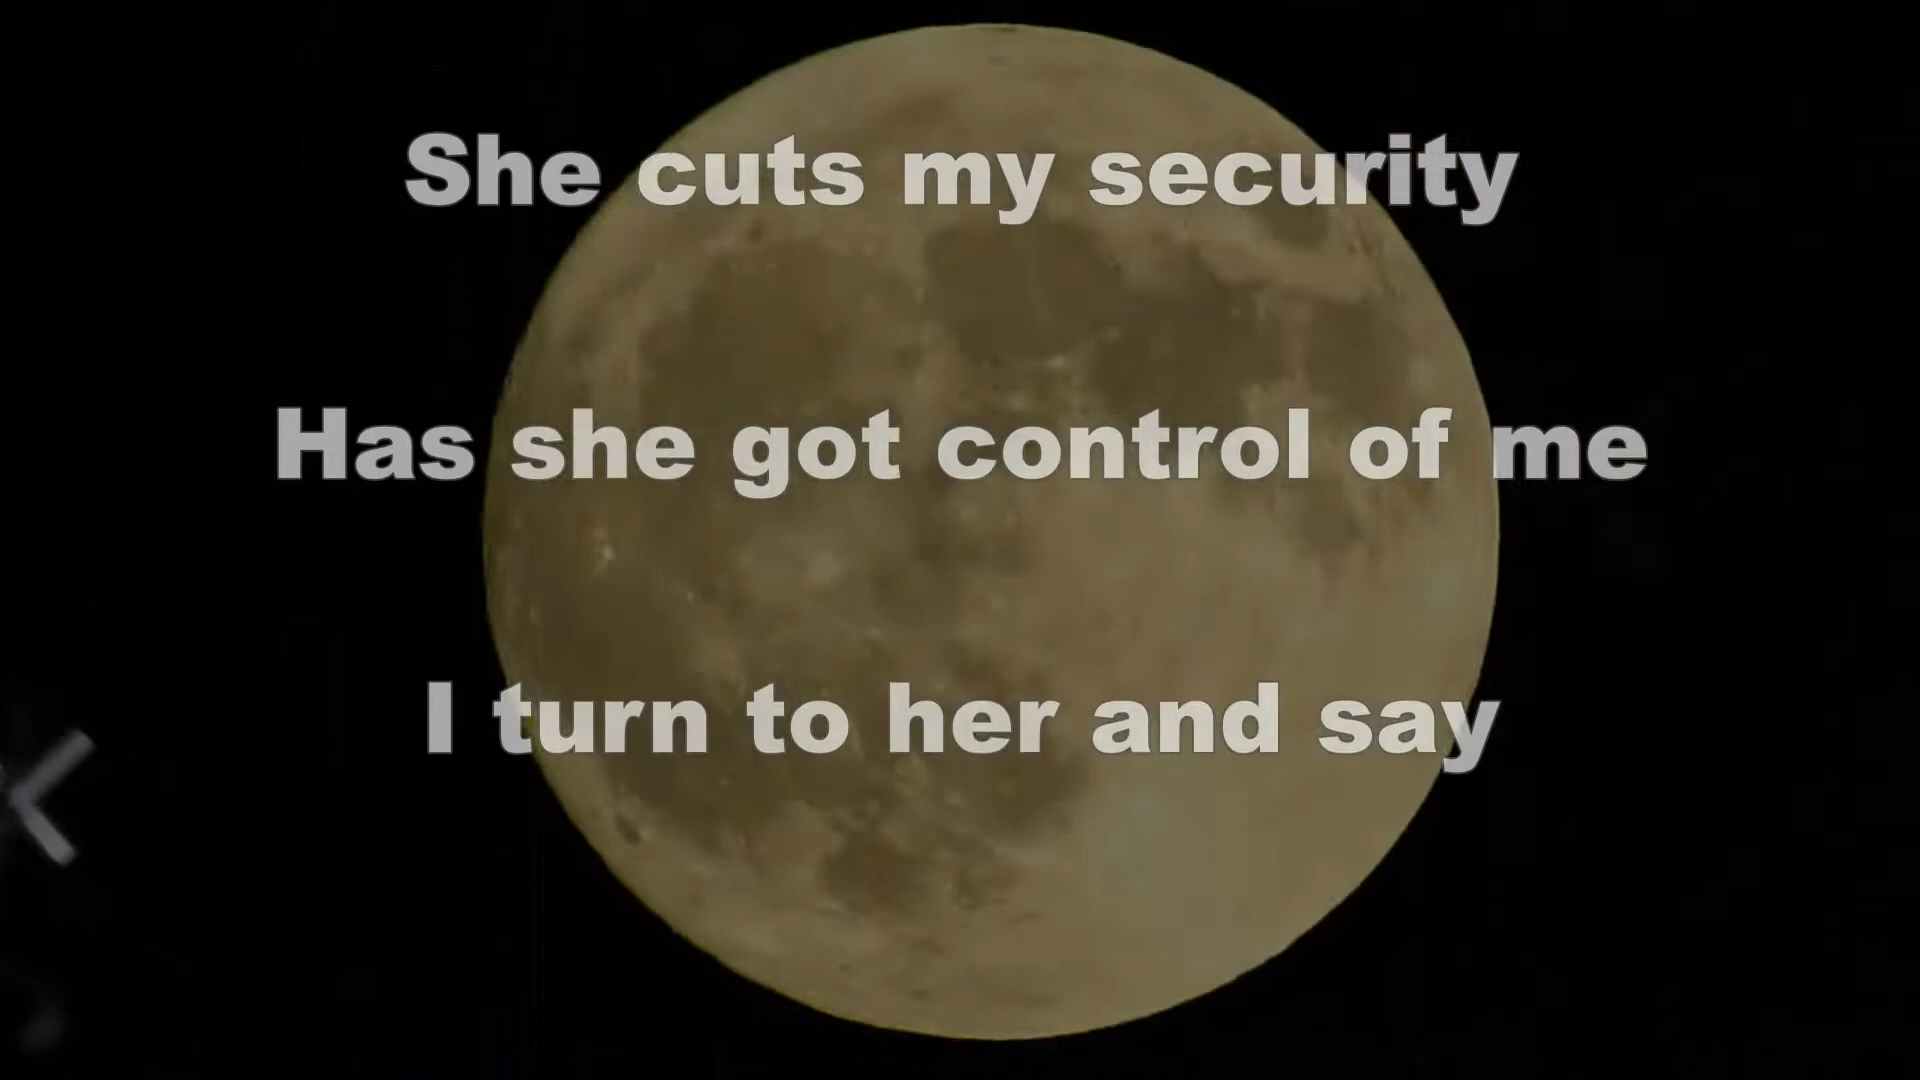 She cuts my security
Has she got control of me
I turn to her and say